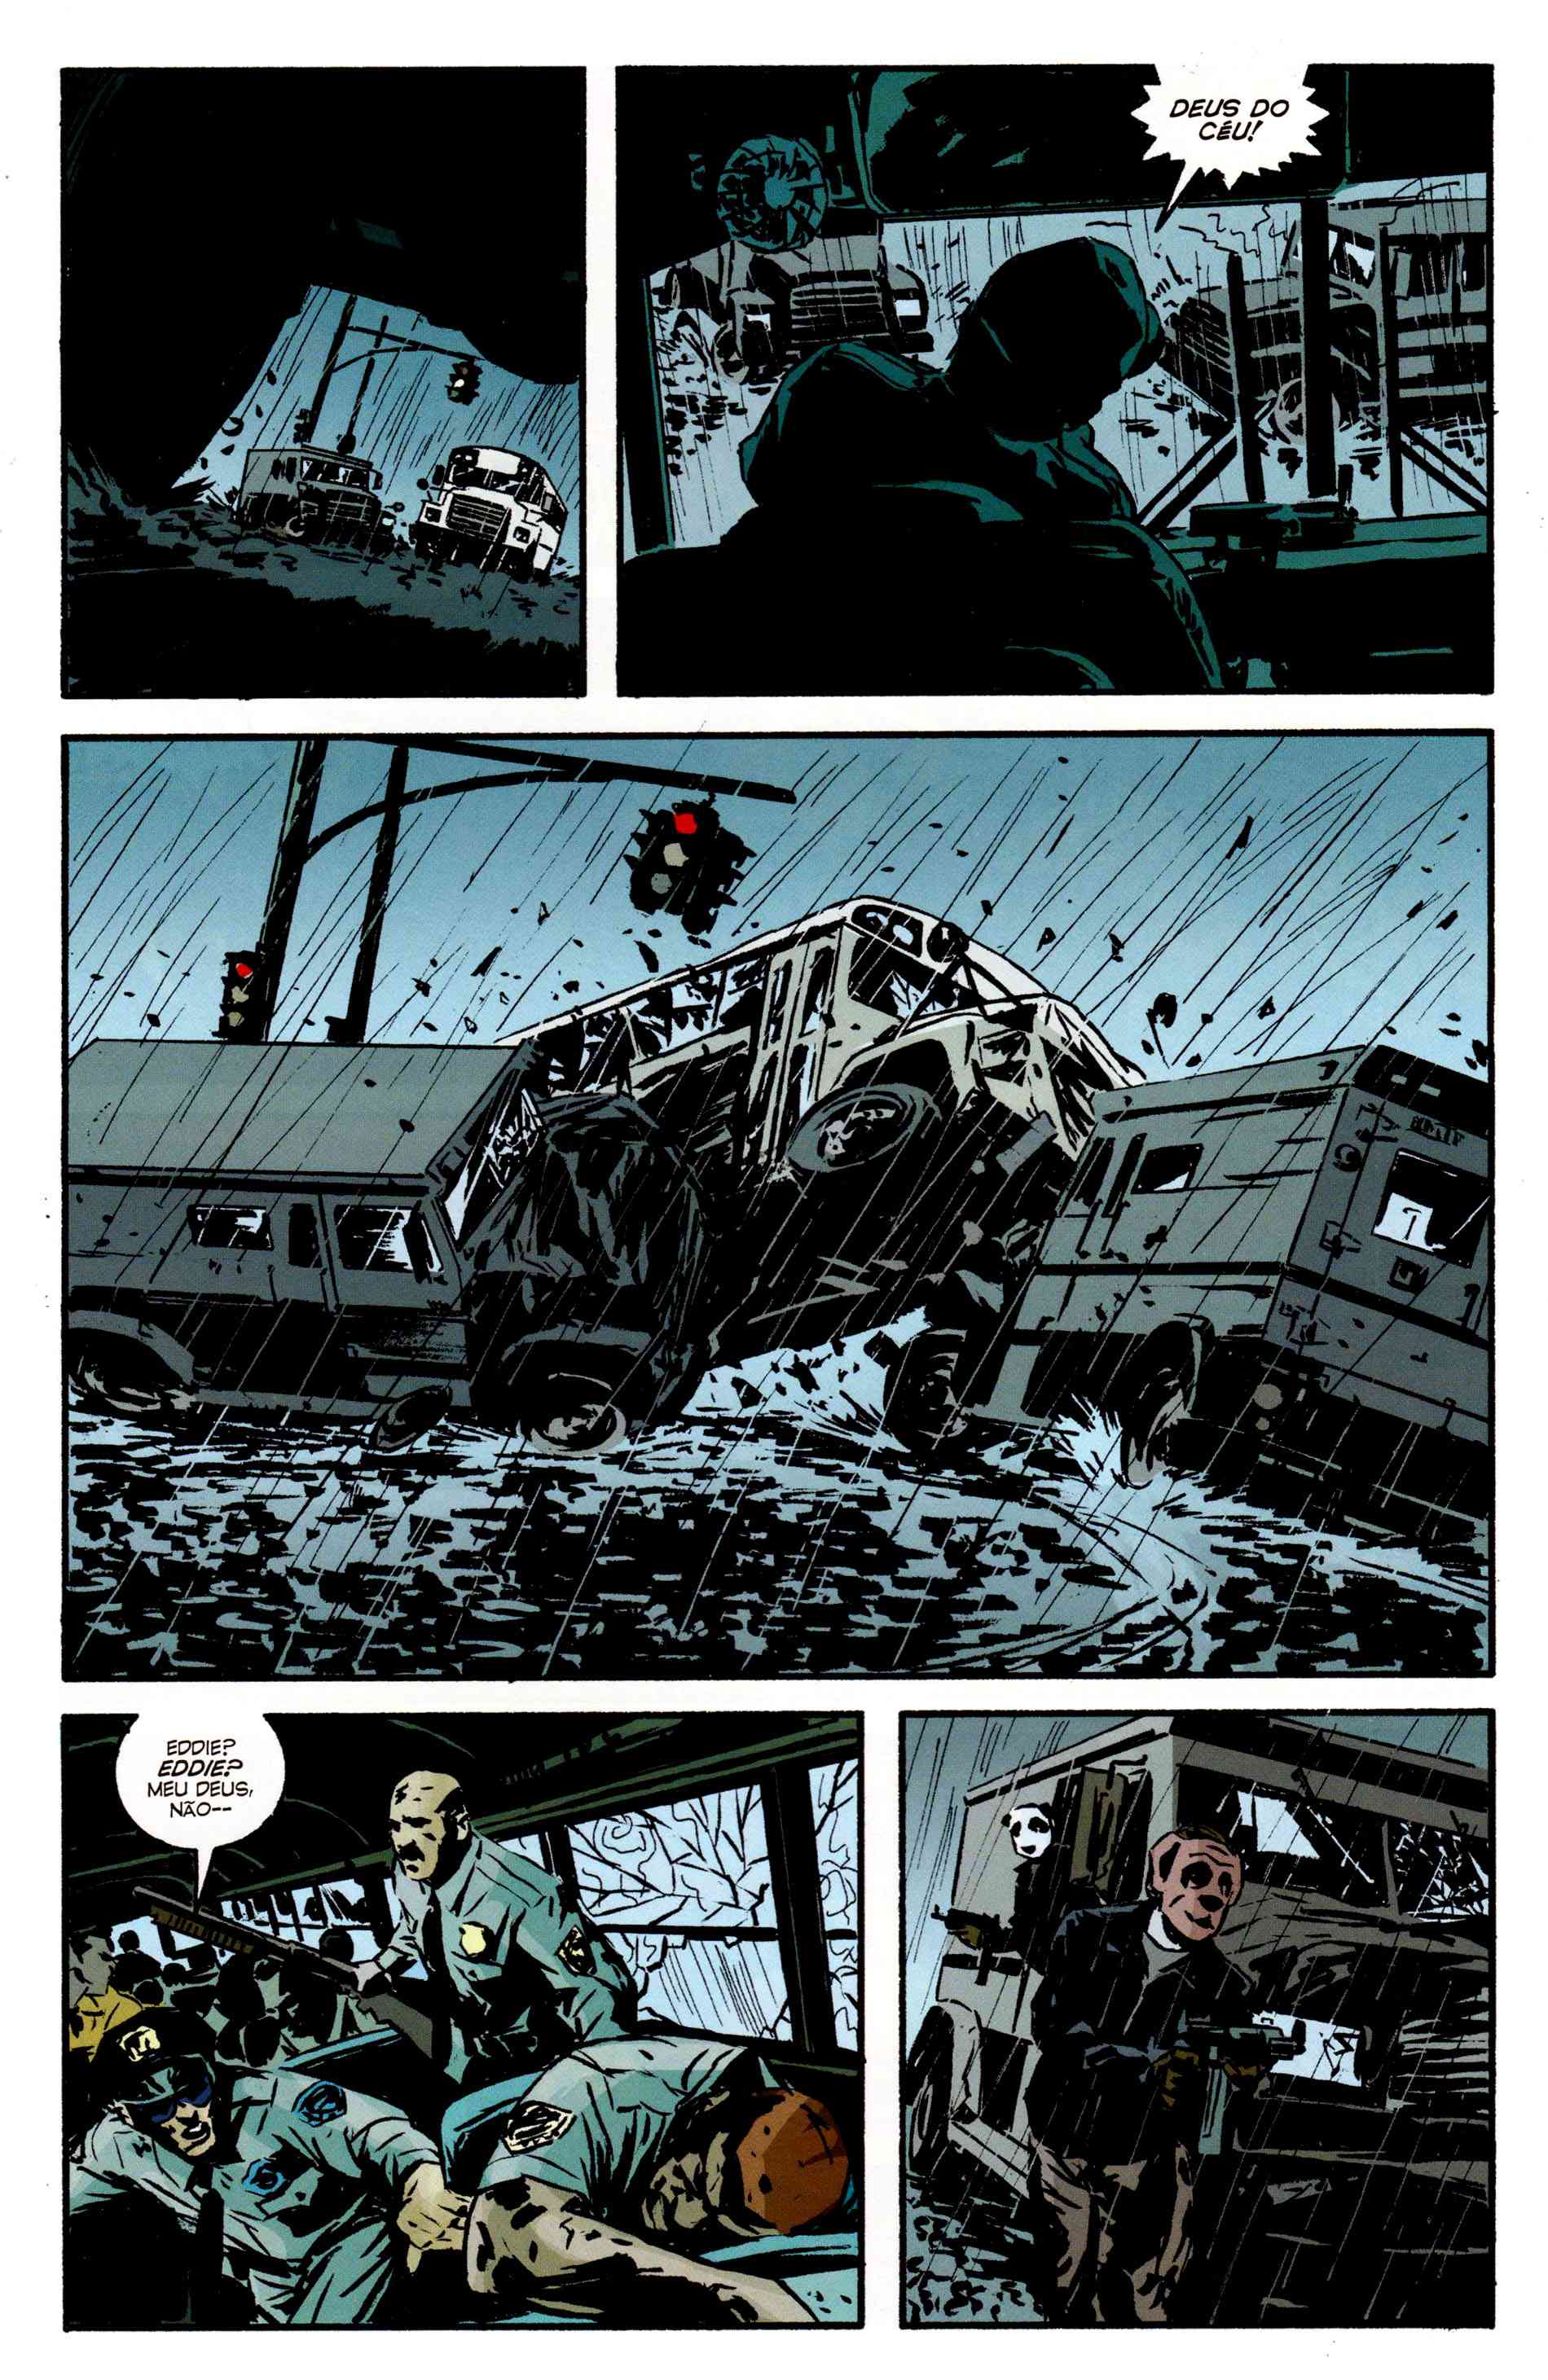 DEUS DO
CÉU!
EDDIE?
EDDIE?
MEU DEUS,
NÃO--